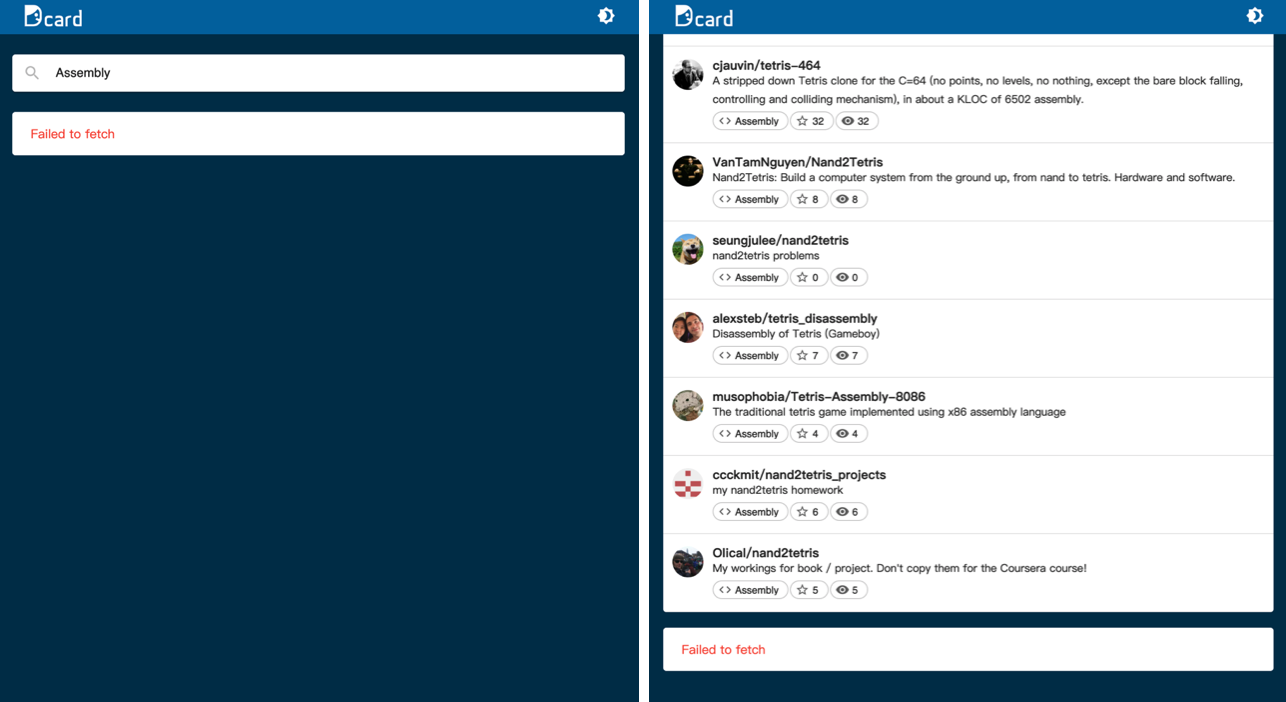 Dcard
Assembly
Failed to fetch
Dcard
cjauvin/tetris-464
A stripped down Tetris clone for the C=64 (no points, no levels, no nothing, except the bare block falling,
controlling and colliding mechanism), in about a KLOC of 6502 assembly.
<> Assembly ☆ 32 32
VanTamNguyen/Nand2Tetris
Nand2Tetris: Build a computer system from the ground up, from nand to tetris. Hardware and software.
<> Assembly ☆ 8 8
seungjulee/nand2tetris
nand2tetris problems
<> Assembly ☆ 0 0
alexsteb/tetris_disassembly
Disassembly of Tetris (Gameboy)
<> Assembly ☆ 7 7
musophobia/Tetris-Assembly-8086
The traditional tetris game implemented using x86 assembly language
<> Assembly ☆ 4 4
ccckmit/nand2tetris_projects
my nand2tetris homework
<> Assembly ☆ 6 6
Olical/nand2tetris
My workings for book / project. Don't copy them for the Coursera course!
<> Assembly ☆ 5 5
Failed to fetch